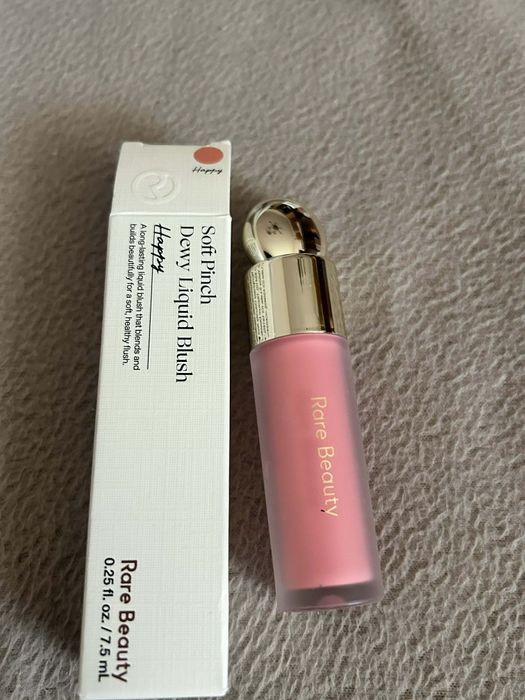 Happy
Soft Pinch
Dewy Liquid Blush
Happy
A long-lasting liquid blush that blends and
builds beautifully for a soft, healthy flush.
Rare Beauty
0.25 fl. oz. / 7.5 mL
Rare Beauty